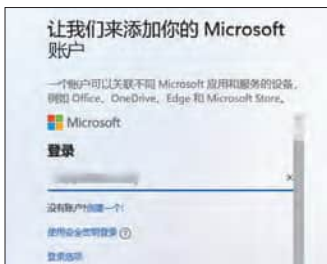 让我们来添加你的 Microsoft
账户
一个帐户可以关联不同 Microsoft 应用和服务的设备，
例如 Office、OneDrive、Edge 和 Microsoft Store。
Microsoft
登录
×
没有帐户?创建一个!
使用安全密钥登录 ?
登录选项